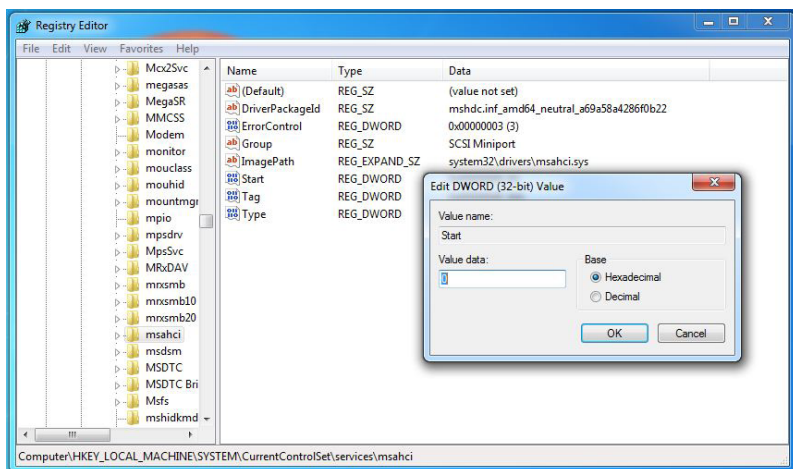 Registry Editor
File Edit View Favorites Help
Mcx2Svc
megasas
MegaSR
MMCSS
Modem
monitor
mouclass
mouhid
mountmgr
mpio
mpsdrv
MpsSvc
MRxDAV
mrxsmb
mrxsmb10
mrxsmb20
msahci
msdsm
MSDTC
MSDTC Bri
Msfs
mshidkmd
Name Type Data
(Default) REG_SZ (value not set)
DriverPackageId REG_SZ mshdc.inf_amd64_neutral_a69a58a4286f0b22
ErrorControl REG_DWORD 0x00000003 (3)
Group REG_SZ SCSI Miniport
ImagePath REG_EXPAND_SZ system32\drivers\msahci.sys
Start REG_DWORD
Tag REG_DWORD
Type REG_DWORD
Edit DWORD (32-bit) Value
Value name:
Start
Value data:
0
Base
Hexadecimal
Decimal
OK Cancel
Computer\HKEY_LOCAL_MACHINE\SYSTEM\CurrentControlSet\services\msahci